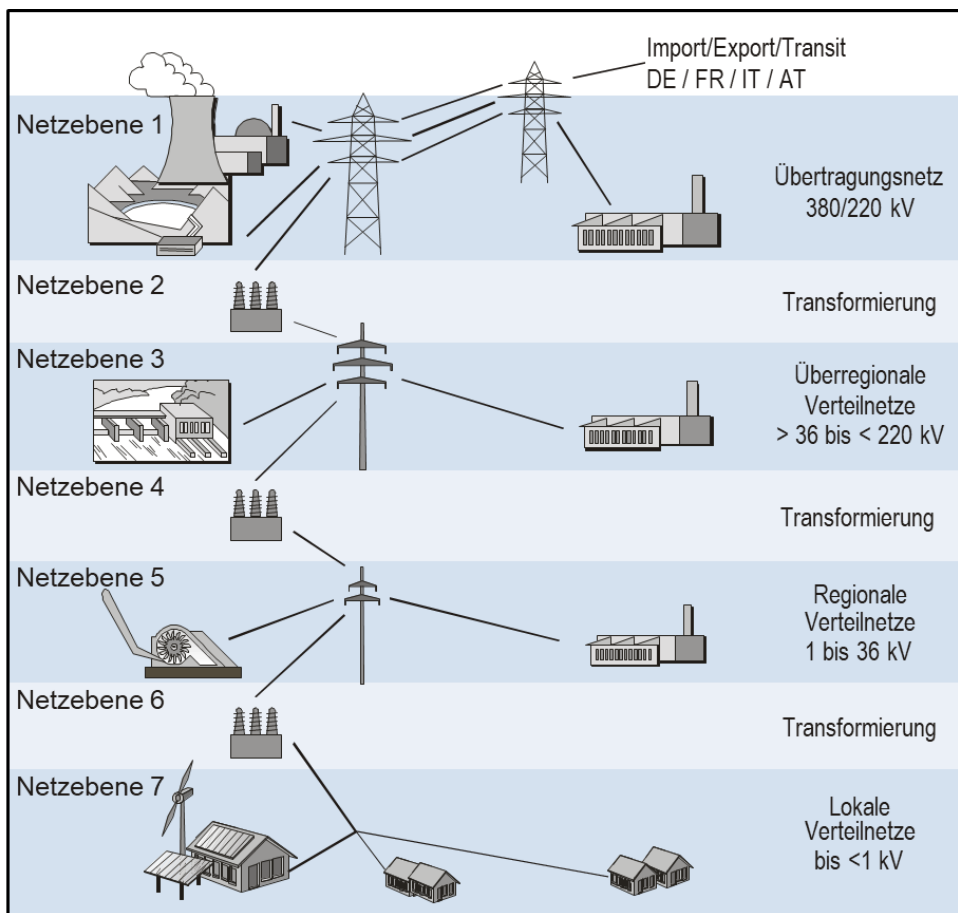 Import/Export/Transit
DE / FR / IT / AT
Netzebene 1
Übertragungsnetz
380/220 kV
Netzebene 2
Transformierung
Netzebene 3
Überregionale
Verteilnetze
> 36 bis < 220 kV
Netzebene 4
Transformierung
Netzebene 5
Regionale
Verteilnetze
1 bis 36 kV
Netzebene 6
Transformierung
Netzebene 7
Lokale
Verteilnetze
bis <1 kV